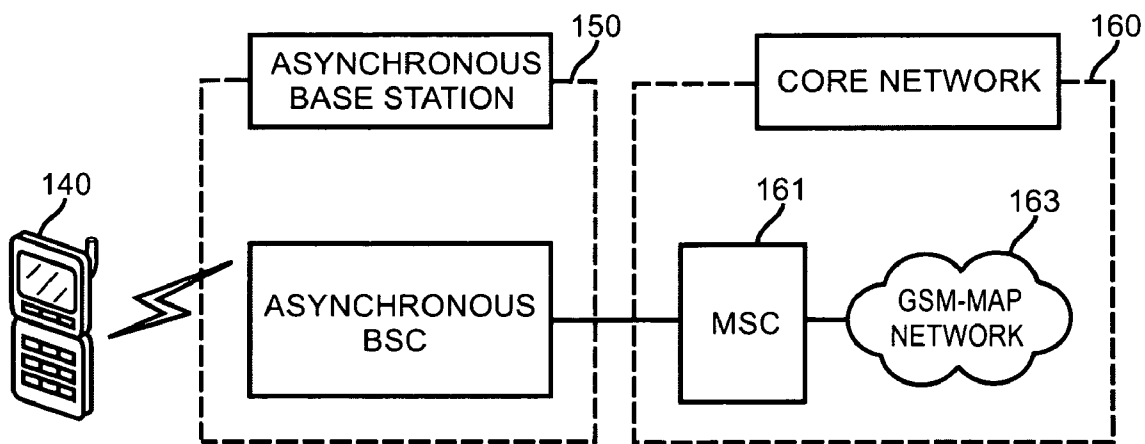 150
160
ASYNCHRONOUS
BASE STATION
CORE NETWORK
140
161
163
ASYNCHRONOUS
BSC
MSC
GSM-MAP
NETWORK